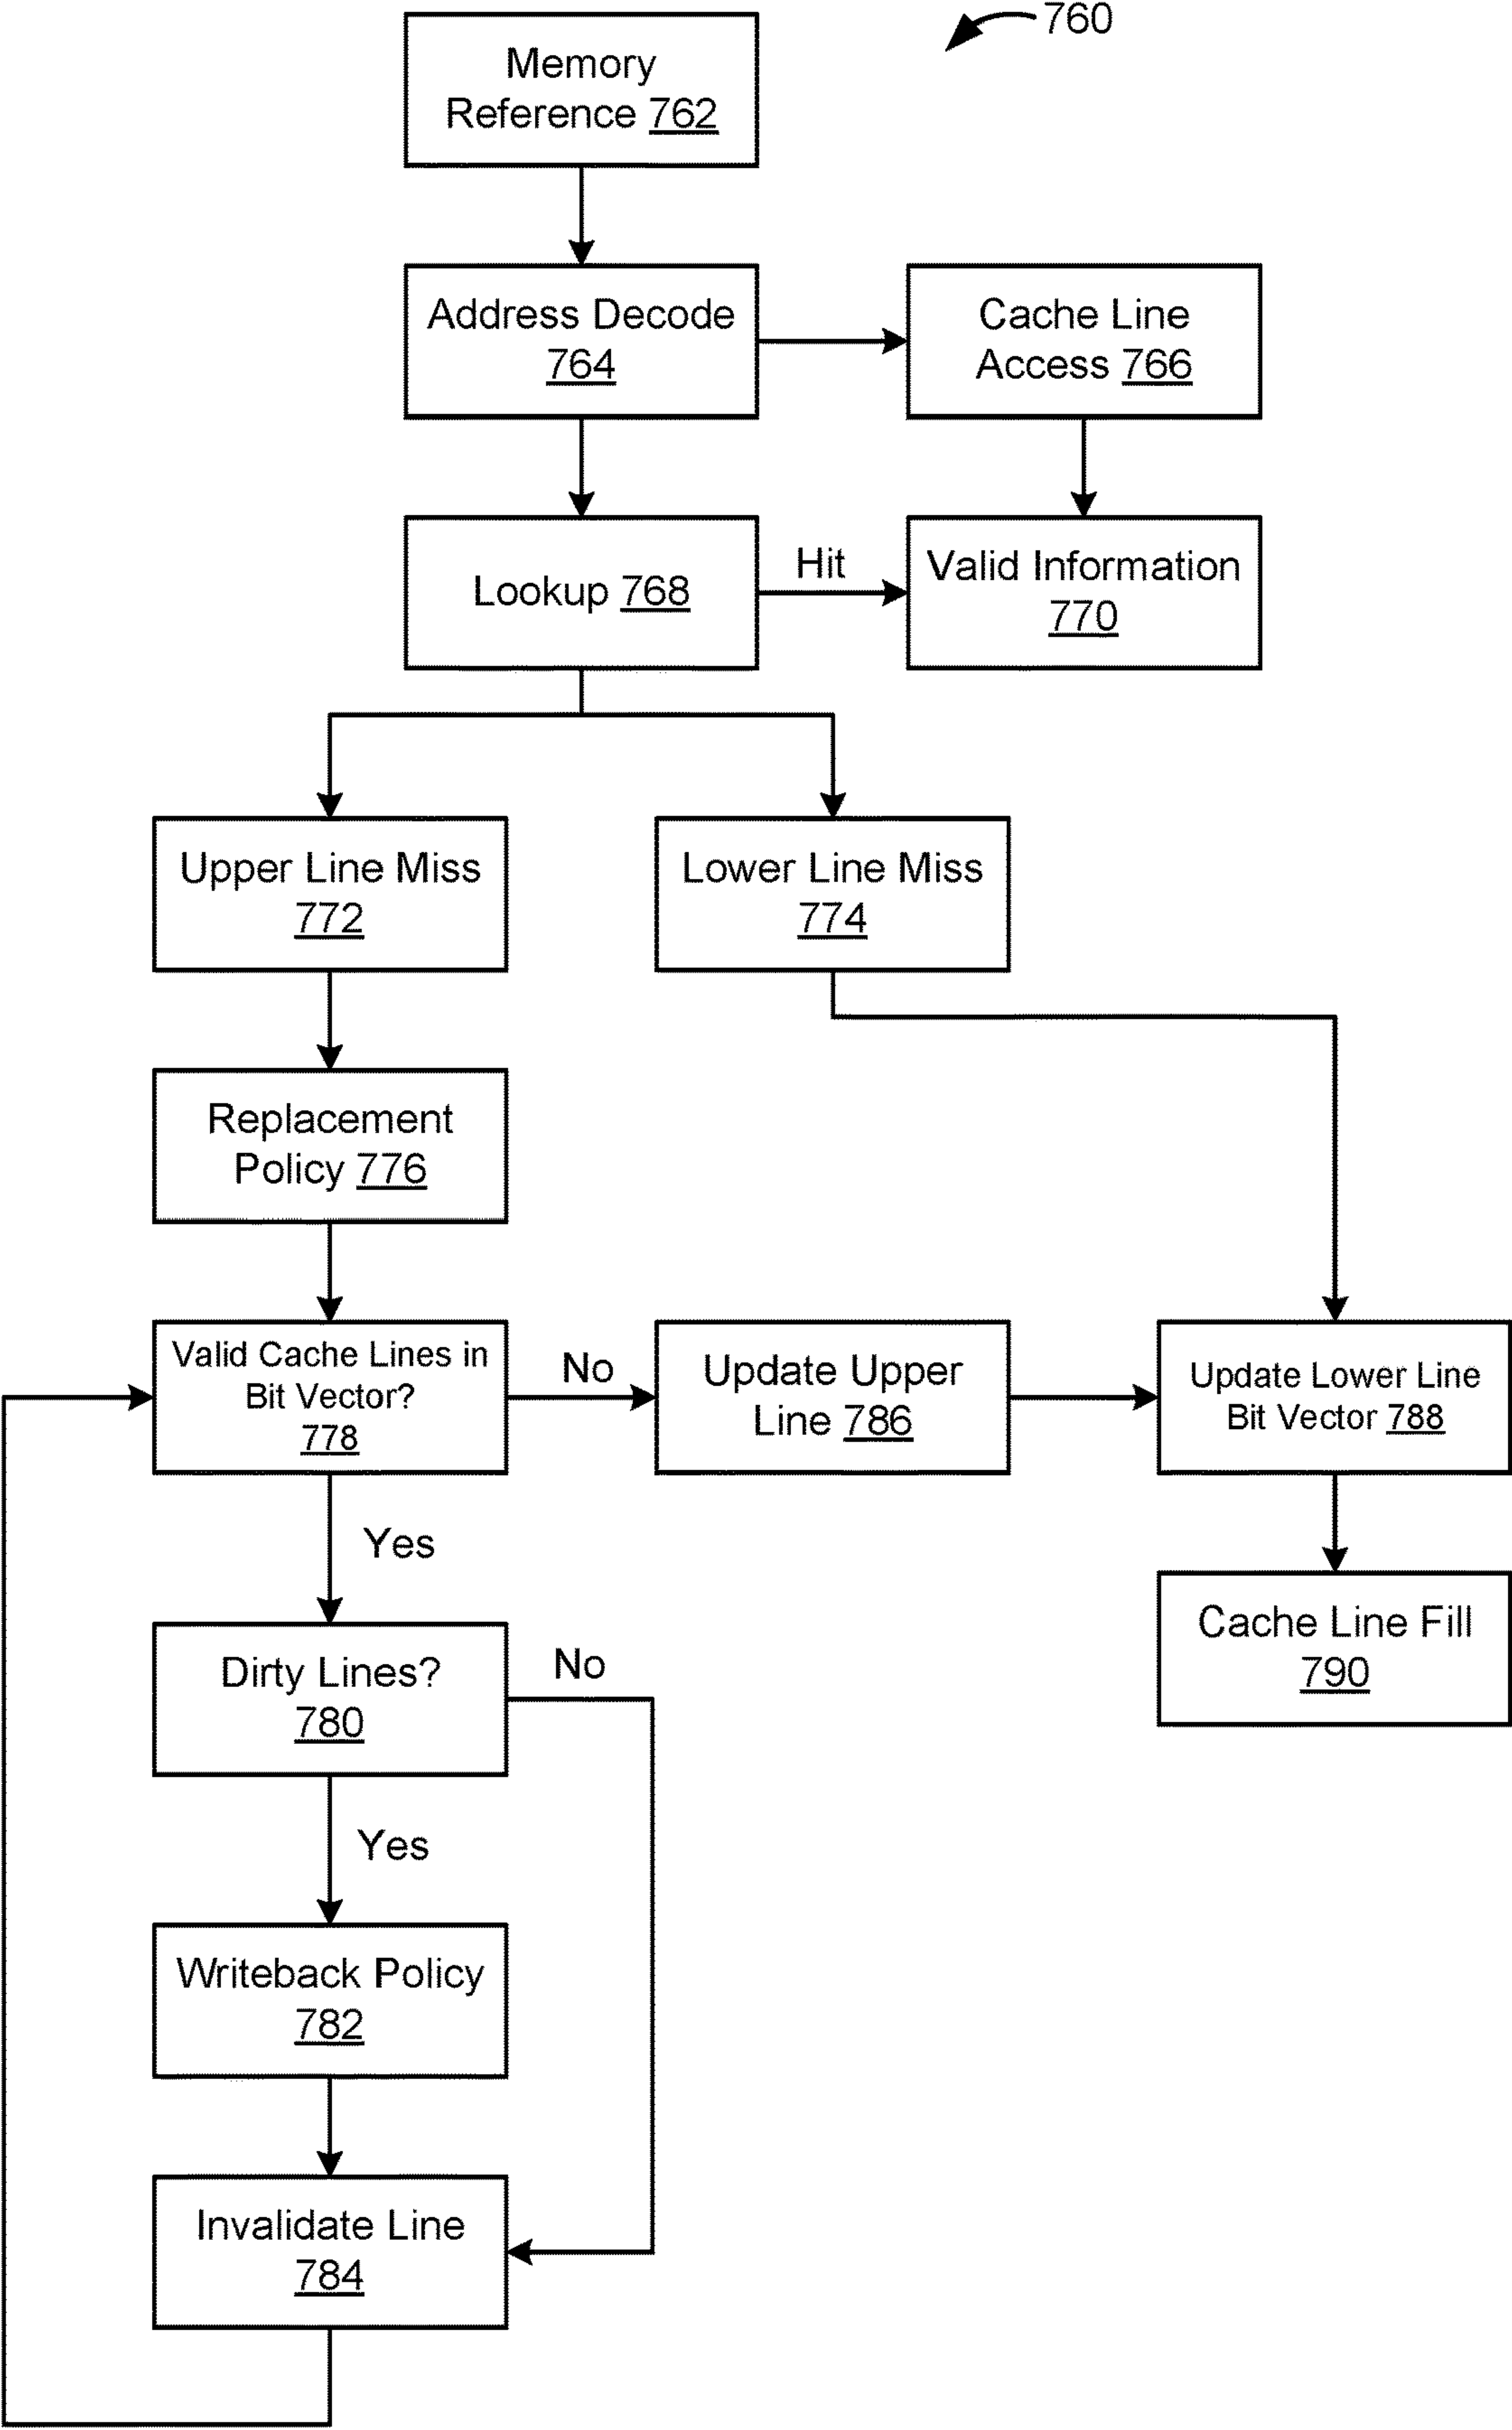 760
Memory
Reference 762
Address Decode
764
Cache Line
Access 766
Lookup 768
Hit
Valid Information
770
Upper Line Miss
772
Lower Line Miss
774
Replacement
Policy 776
Valid Cache Lines in
Bit Vector?
778
No
Update Upper
Line 786
Update Lower Line
Bit Vector 788
Yes
Dirty Lines?
780
No
Cache Line Fill
790
Yes
Writeback Policy
782
Invalidate Line
784